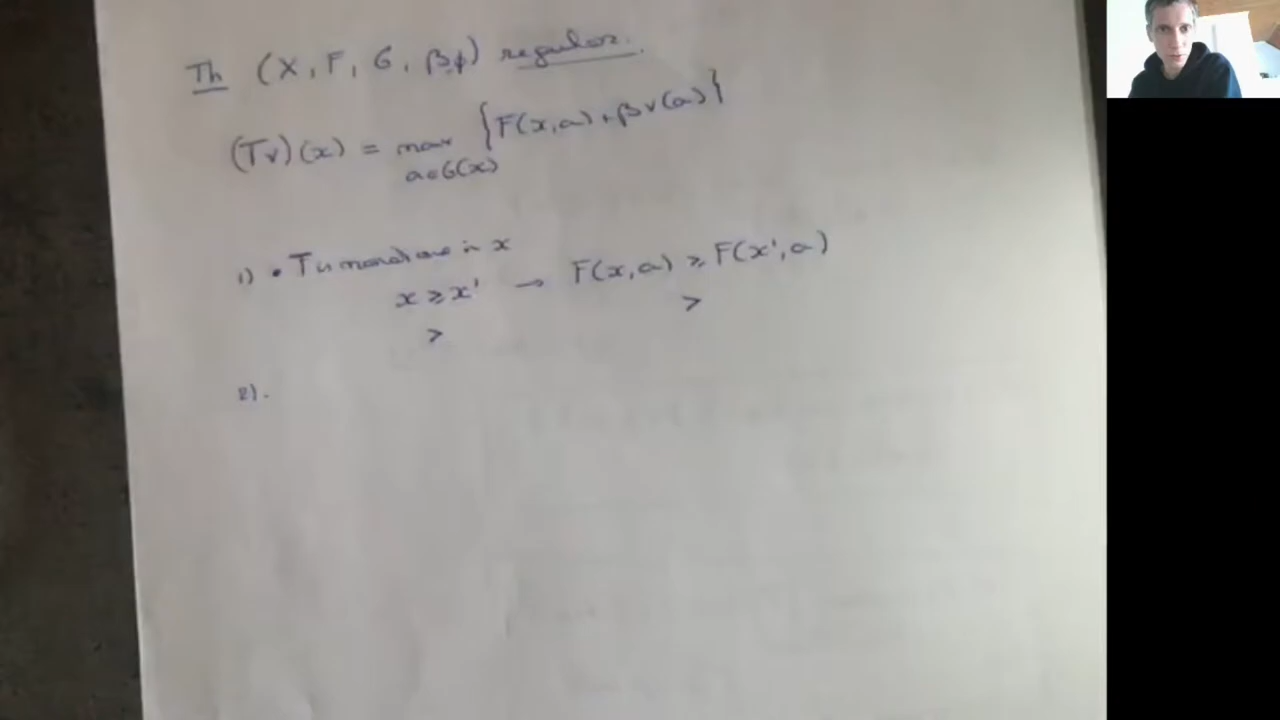 Th (X, F, G, β, φ) regular.
(Tv)(x) = max {F(x,a) + βv(a)}
a∈G(x)
1) • Tv monotone in x
x ≥ x' → F(x,a) ≥ F(x',a)
> >
2).